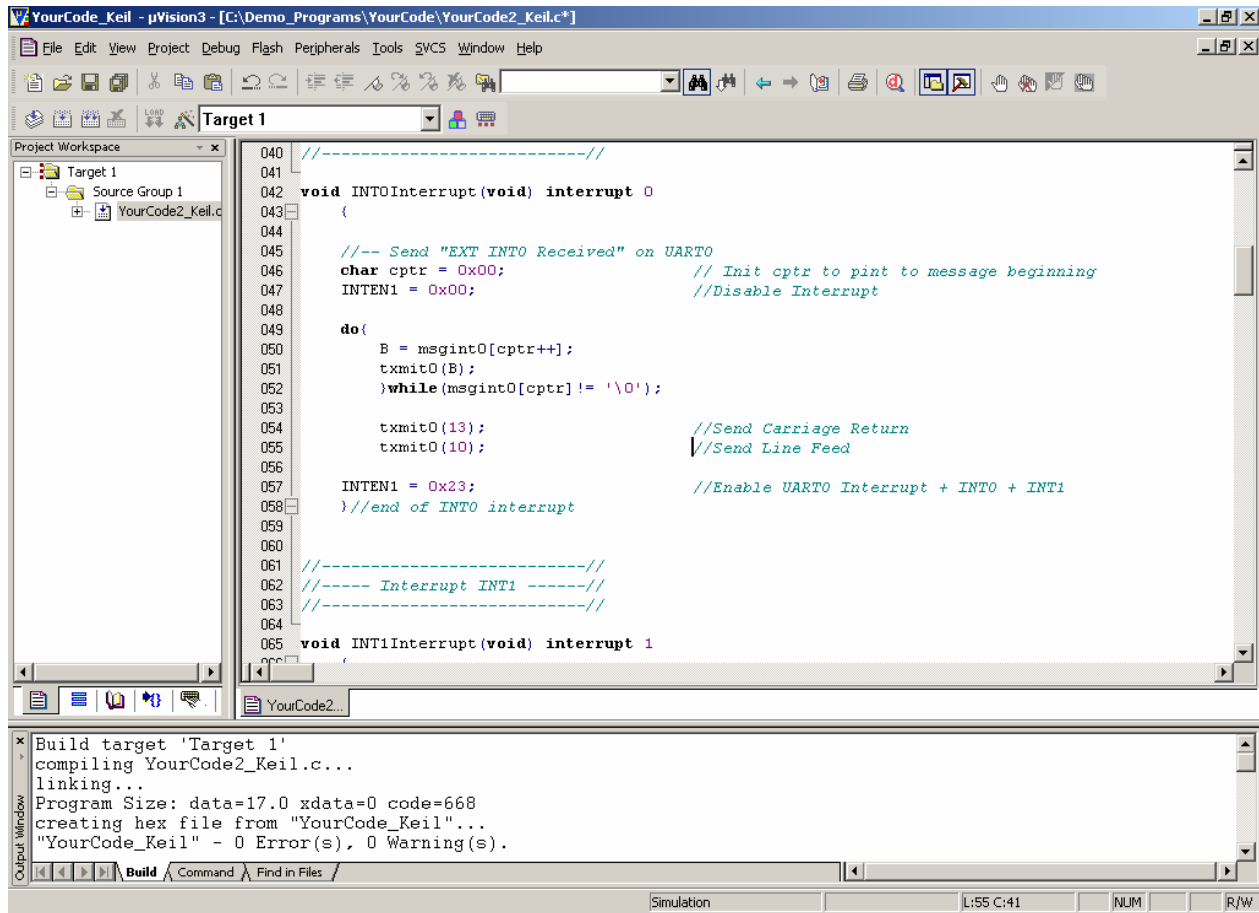 YourCode_Keil - µVision3 - [C:\Demo_Programs\YourCode\YourCode2_Keil.c*]
File Edit View Project Debug Flash Peripherals Tools SVCS Window Help
LOAD
Target 1
Project Workspace
Target 1
Source Group 1
YourCode2_Keil.c
040 //---------------------------//
041
042 void INT0Interrupt(void) interrupt 0
043 {
044
045 //-- Send "EXT INT0 Received" on UART0
046 char cptr = 0x00; // Init cptr to pint to message beginning
047 INTEN1 = 0x00; //Disable Interrupt
048
049 do{
050 B = msgint0[cptr++];
051 txmit0(B);
052 }while(msgint0[cptr]!= '\0');
053
054 txmit0(13); //Send Carriage Return
055 txmit0(10); //Send Line Feed
056
057 INTEN1 = 0x23; //Enable UART0 Interrupt + INT0 + INT1
058 }//end of INT0 interrupt
059
060
061 //---------------------------//
062 //----- Interrupt INT1 ------//
063 //---------------------------//
064
065 void INT1Interrupt(void) interrupt 1
066 {
YourCode2...
Output Window
Build target 'Target 1'
compiling YourCode2_Keil.c...
linking...
Program Size: data=17.0 xdata=0 code=668
creating hex file from "YourCode_Keil"...
"YourCode_Keil" - 0 Error(s), 0 Warning(s).
Build Command Find in Files
Simulation L:55 C:41 NUM R/W